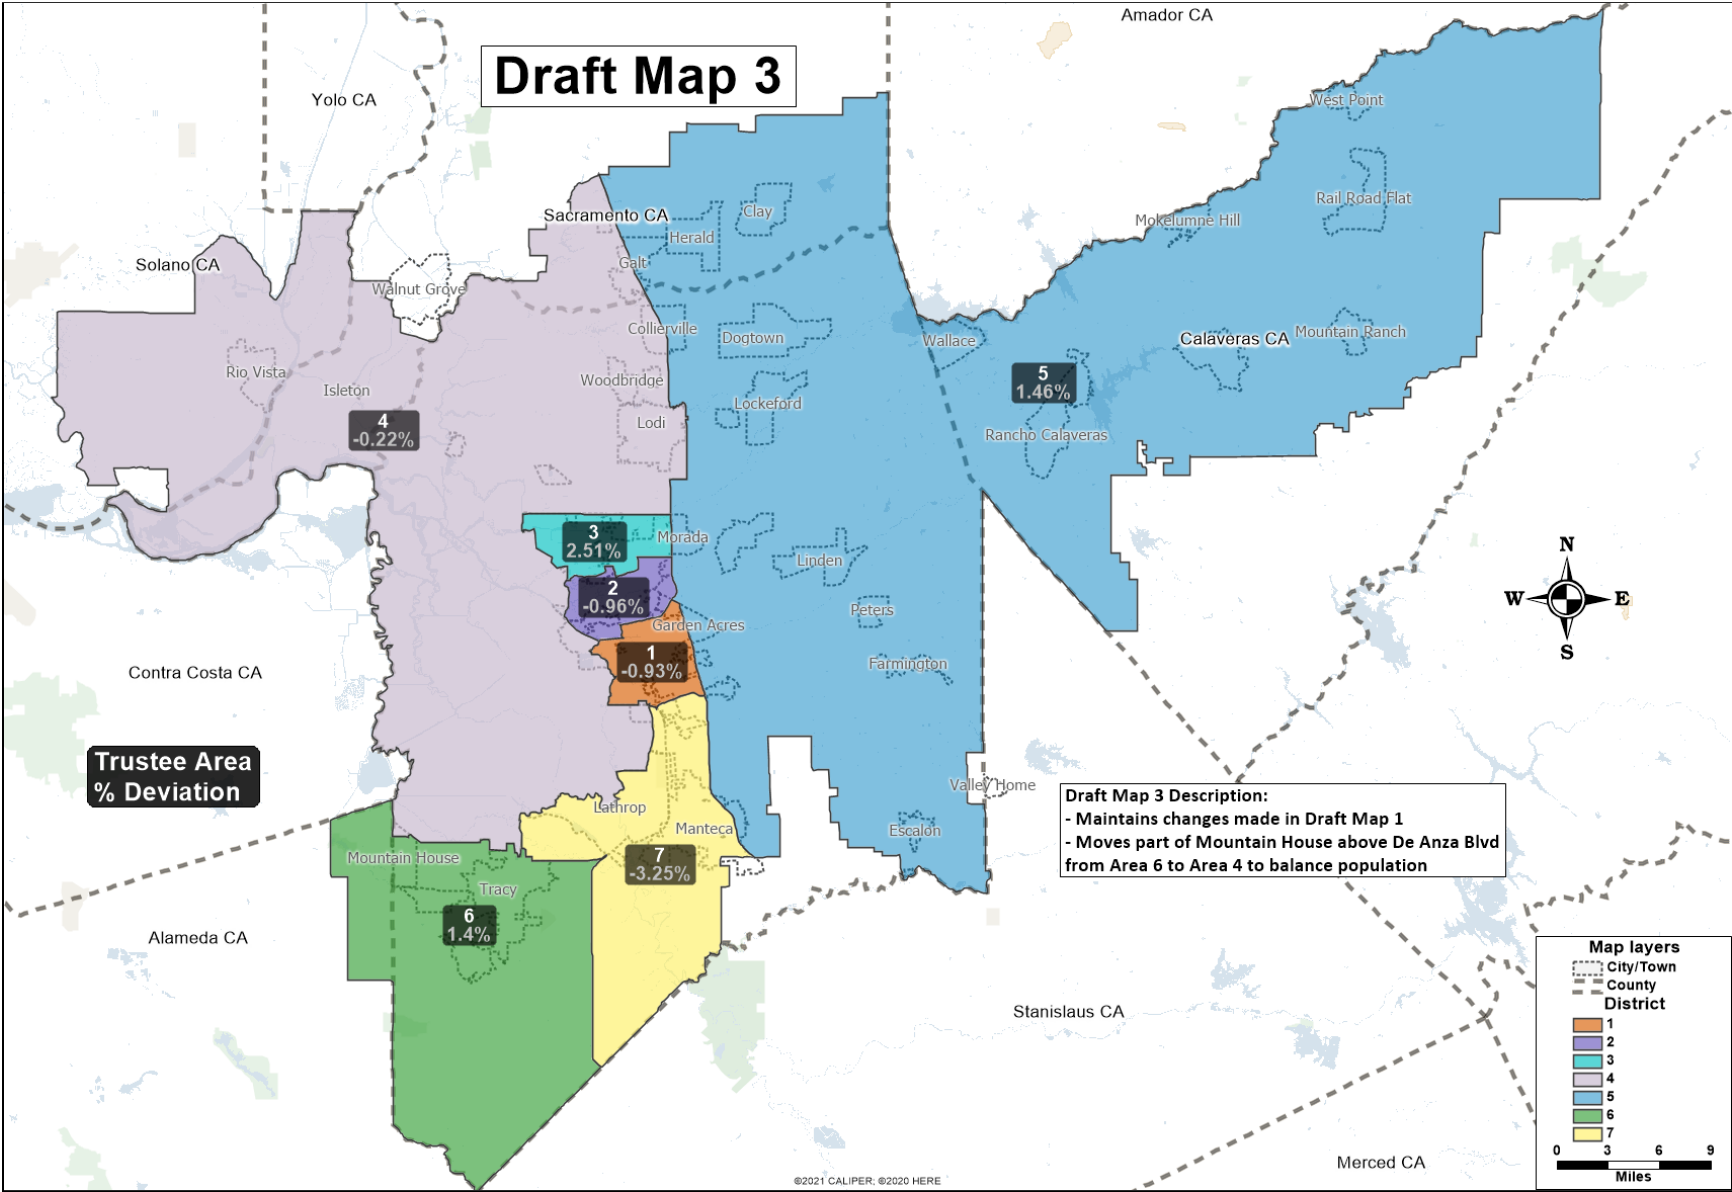 Amador CA
Draft Map 3
Yolo CA
West Point
Rail Road Flat
Clay
Sacramento CA
Mokelumne Hill
Herald
Galt
Solano CA
Walnut Grove
Collierville
Dogtown
Wallace
Calaveras CA
Mountain Ranch
Rio Vista
Isleton
Woodbridge
Lockeford
5
1.46%
Lodi
4
-0.22%
Rancho Calaveras
3
2.51%
Morada
Linden
N
W
E
S
2
-0.96%
Peters
Garden Acres
1
-0.93%
Farmington
Contra Costa CA
Trustee Area
% Deviation
Valley Home
Lathrop
Manteca
Escalon
Draft Map 3 Description:
- Maintains changes made in Draft Map 1
- Moves part of Mountain House above De Anza Blvd
from Area 6 to Area 4 to balance population
Mountain House
7
-3.25%
Tracy
6
1.4%
Alameda CA
Stanislaus CA
Merced CA
Map layers
City/Town
County
District
1
2
3
4
5
6
7
0 3 6 9
Miles
©2021 CALIPER; ©2020 HERE